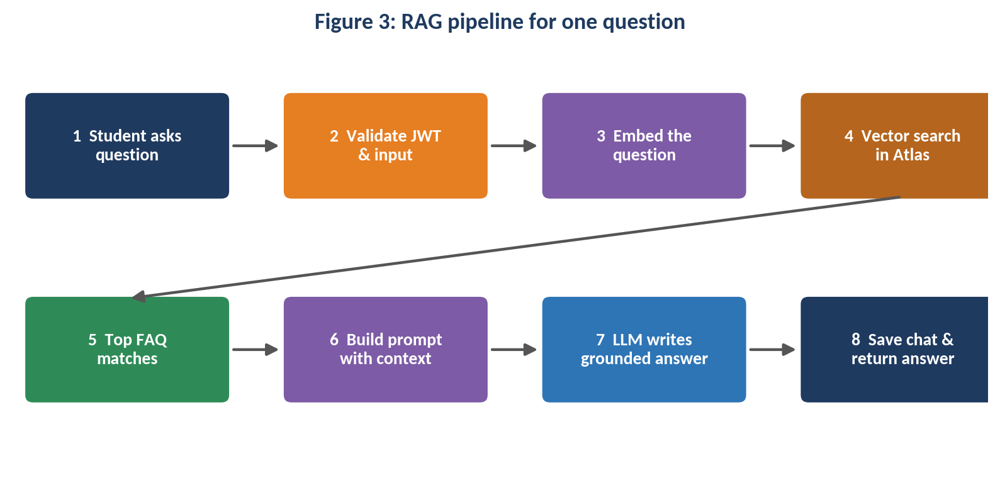 Figure 3: RAG pipeline for one question
1 Student asks
question
2 Validate JWT
& input
3 Embed the
question
4 Vector search
in Atlas
5 Top FAQ
matches
6 Build prompt
with context
7 LLM writes
grounded answer
8 Save chat &
return answer